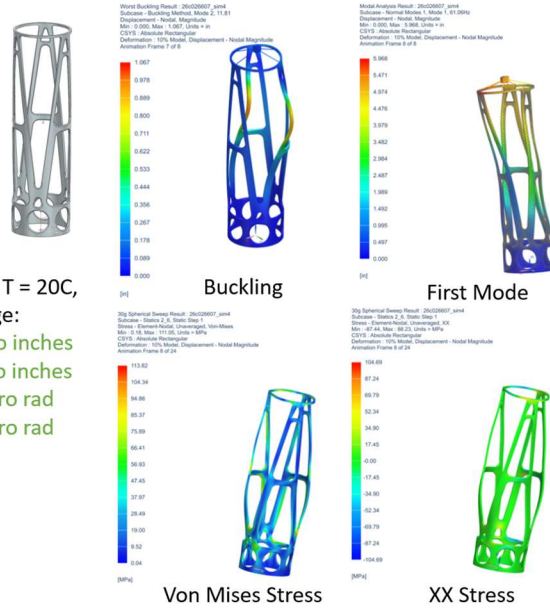 Worst Buckling Result : 26c026607_sim4
Subcase - Buckling Method, Mode 2, 11.81
Displacement - Nodal, Magnitude
Min : 0.000, Max : 1.067, Units = in
CSYS : Absolute Rectangular
Deformation : 10% Model, Displacement - Nodal Magnitude
Animation Frame 7 of 8
1.067
0.978
0.889
0.800
0.711
0.622
0.533
0.444
0.356
0.267
0.178
0.089
0.000
[in]
Buckling
Modal Analysis Result : 26c026607_sim4
Subcase - Normal Modes 1, Mode 1, 61.06Hz
Displacement - Nodal, Magnitude
Min : 0.000, Max : 5.968, Units = in
CSYS : Absolute Rectangular
Deformation : 10% Model, Displacement - Nodal Magnitude
Animation Frame 8 of 8
5.968
5.471
4.974
4.476
3.979
3.482
2.984
2.487
1.989
1.492
0.995
0.497
0.000
[in]
First Mode
T = 20C,
ge:
o inches
o inches
ro rad
ro rad
30g Spherical Sweep Result : 26c026607_sim4
Subcase - Statics 2_6, Static Step 1
Stress - Element-Nodal, Unaveraged, Von-Mises
Min : 0.18, Max : 111.05, Units = MPa
CSYS : Absolute Rectangular
Deformation : 10% Model, Displacement - Nodal Magnitude
Animation Frame 8 of 24
113.82
104.34
94.86
85.37
75.89
66.41
56.93
47.45
37.97
28.49
19.00
9.52
0.04
[MPa]
Von Mises Stress
30g Spherical Sweep Result : 26c026607_sim4
Subcase - Statics 2_6, Static Step 1
Stress - Element-Nodal, Unaveraged, XX
Min : -87.44, Max : 88.23, Units = MPa
CSYS : Absolute Rectangular
Deformation : 10% Model, Displacement - Nodal Magnitude
Animation Frame 8 of 24
104.69
87.24
69.79
52.34
34.90
17.45
-0.00
-17.45
-34.90
-52.34
-69.79
-87.24
-104.69
[MPa]
XX Stress